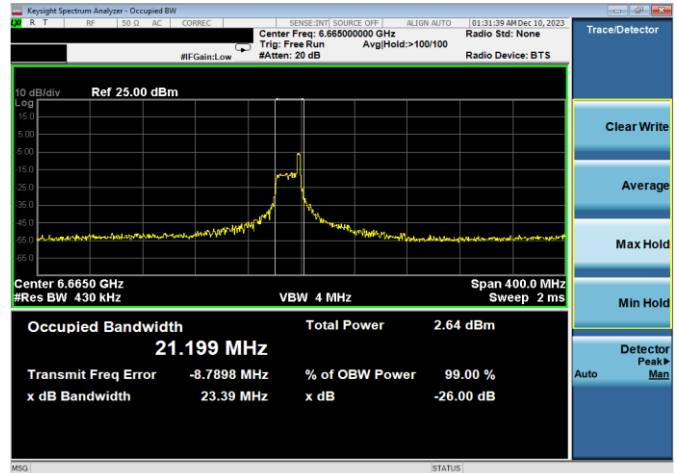 Keysight Spectrum Analyzer - Occupied BW
R T RF 50 Ω AC CORREC SENSE:INT SOURCE OFF ALIGN AUTO 01:31:39 AM Dec 10, 2023
Center Freq: 6.665000000 GHz Radio Std: None
Trig: Free Run Avg|Hold:>100/100
#IFGain:Low #Atten: 20 dB Radio Device: BTS
Trace/Detector
10 dB/div Ref 25.00 dBm
Log
15.0
5.00
-5.00
-15.0
-25.0
-35.0
-45.0
-55.0
-65.0
Center 6.6650 GHz Span 400.0 MHz
#Res BW 430 kHz VBW 4 MHz Sweep 2 ms
Occupied Bandwidth Total Power 2.64 dBm
21.199 MHz
Transmit Freq Error -8.7898 MHz % of OBW Power 99.00 %
x dB Bandwidth 23.39 MHz x dB -26.00 dB
Clear Write
Average
Max Hold
Min Hold
Detector
Peak▶
Auto Man
MSG STATUS